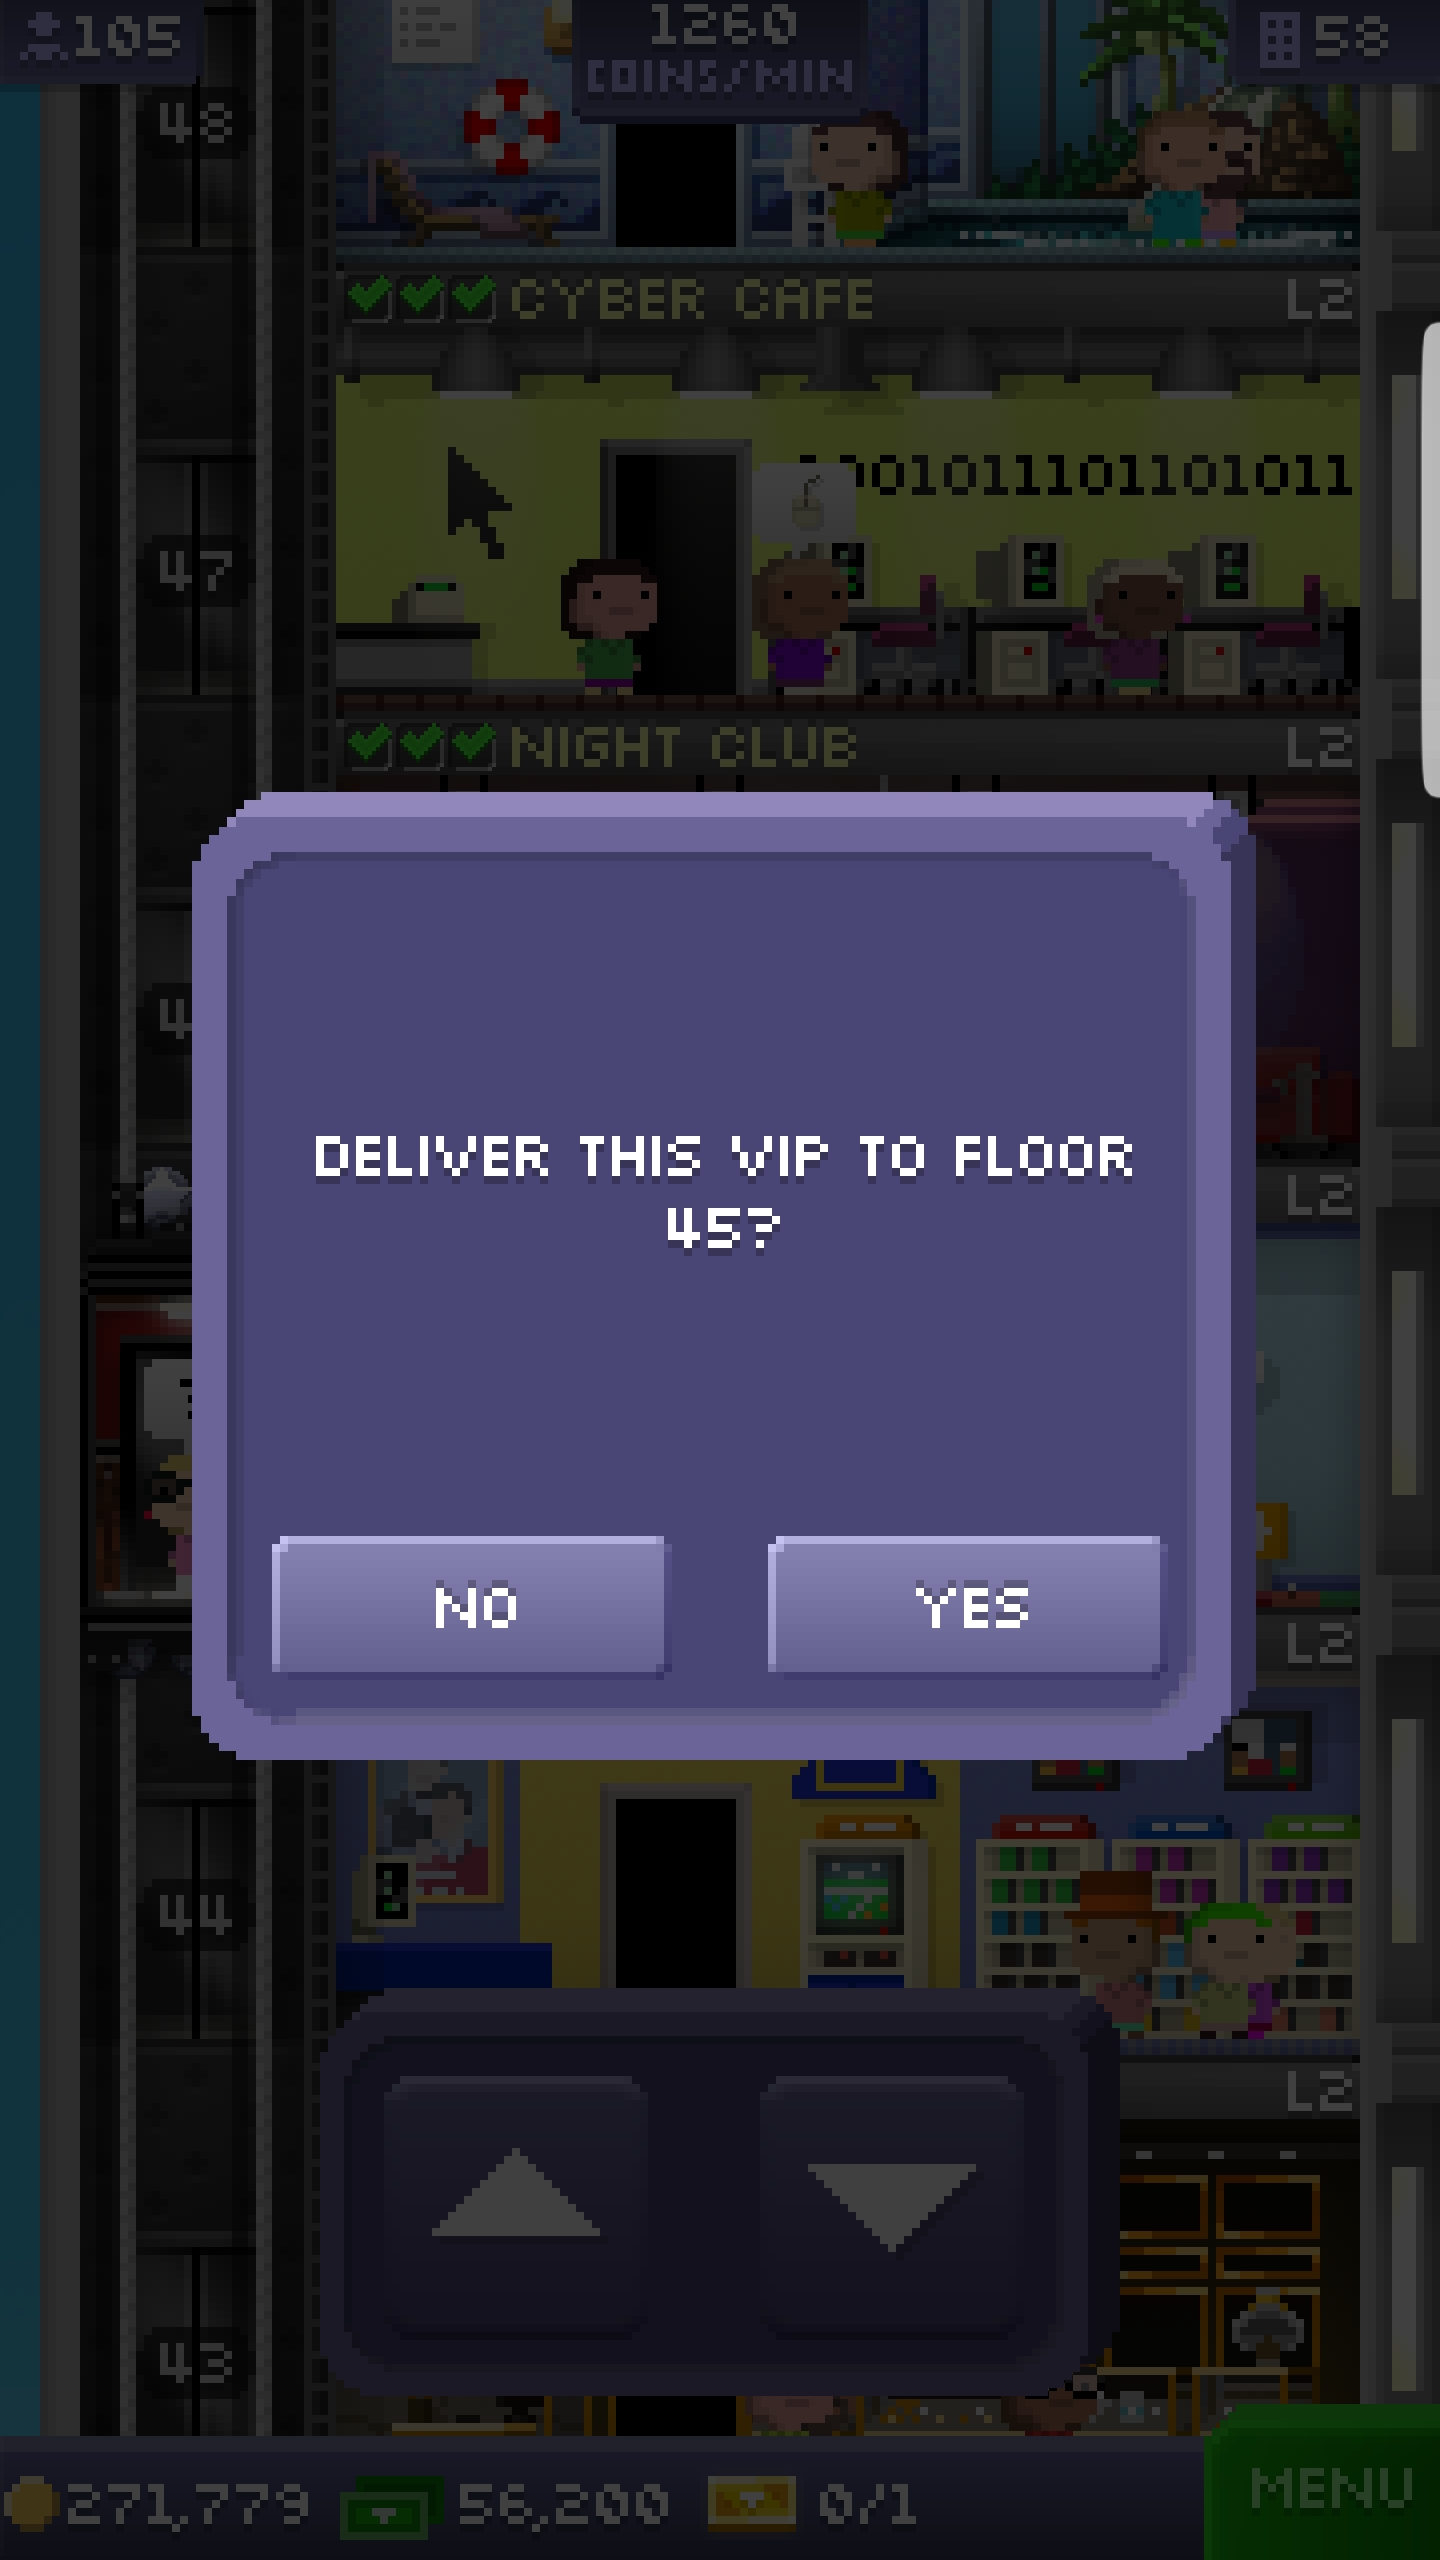 105
1260
COINS/MIN
58
48
CYBER CAFE
L2
0010111101101011
47
NIGHT CLUB
L2
L2
DELIVER THIS VIP TO FLOOR
45?
NO
YES
L2
44
L2
43
271,779
56,200
0/1
MENU